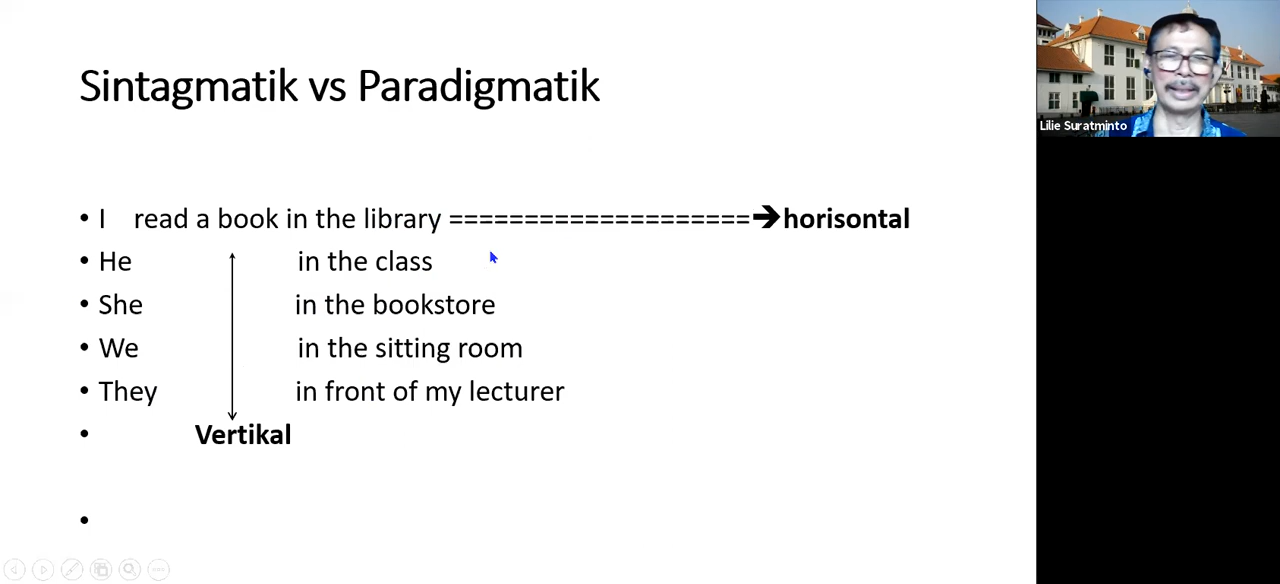 Sintagmatik vs Paradigmatik
Lilie Suratminto
• I read a book in the library ====================➔horisontal
• He in the class
• She in the bookstore
• We in the sitting room
• They in front of my lecturer
• Vertikal
•